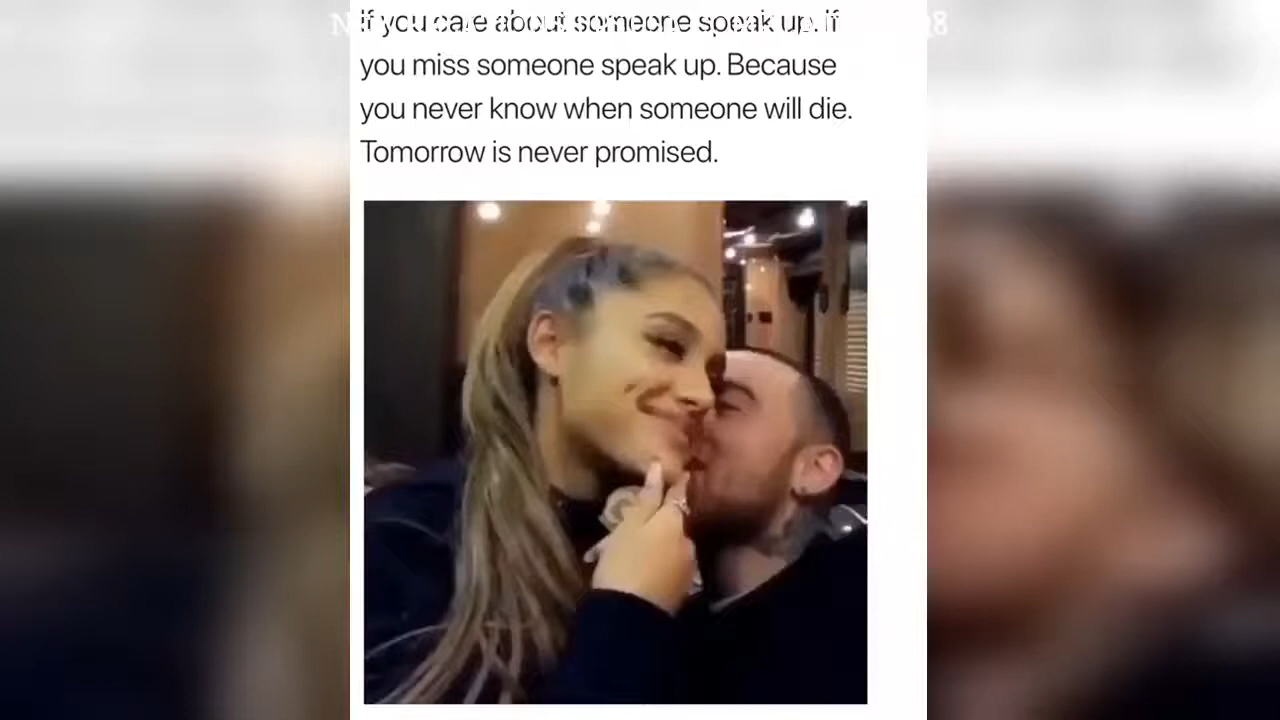 If you care about someone speak up. If
you miss someone speak up. Because
you never know when someone will die.
Tomorrow is never promised.